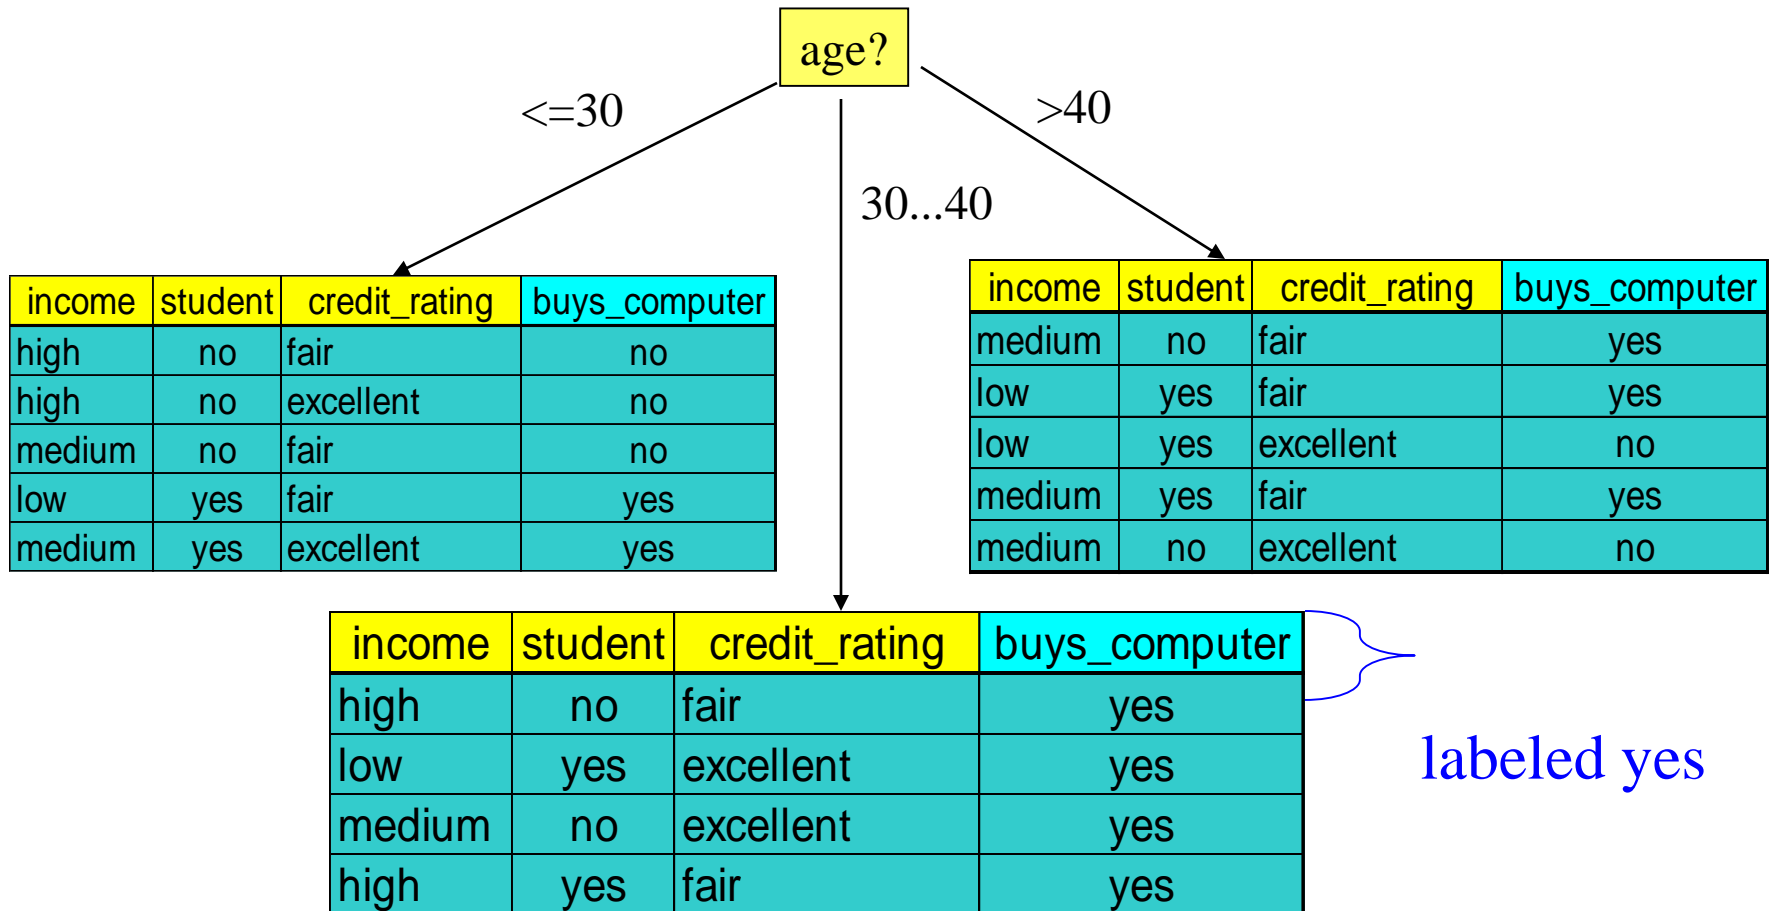 age?
<=30
>40
30...40
income student credit_rating buys_computer
high no fair no
high no excellent no
medium no fair no
low yes fair yes
medium yes excellent yes
income student credit_rating buys_computer
medium no fair yes
low yes fair yes
low yes excellent no
medium yes fair yes
medium no excellent no
income student credit_rating buys_computer
high no fair yes
low yes excellent yes
medium no excellent yes
high yes fair yes
labeled yes